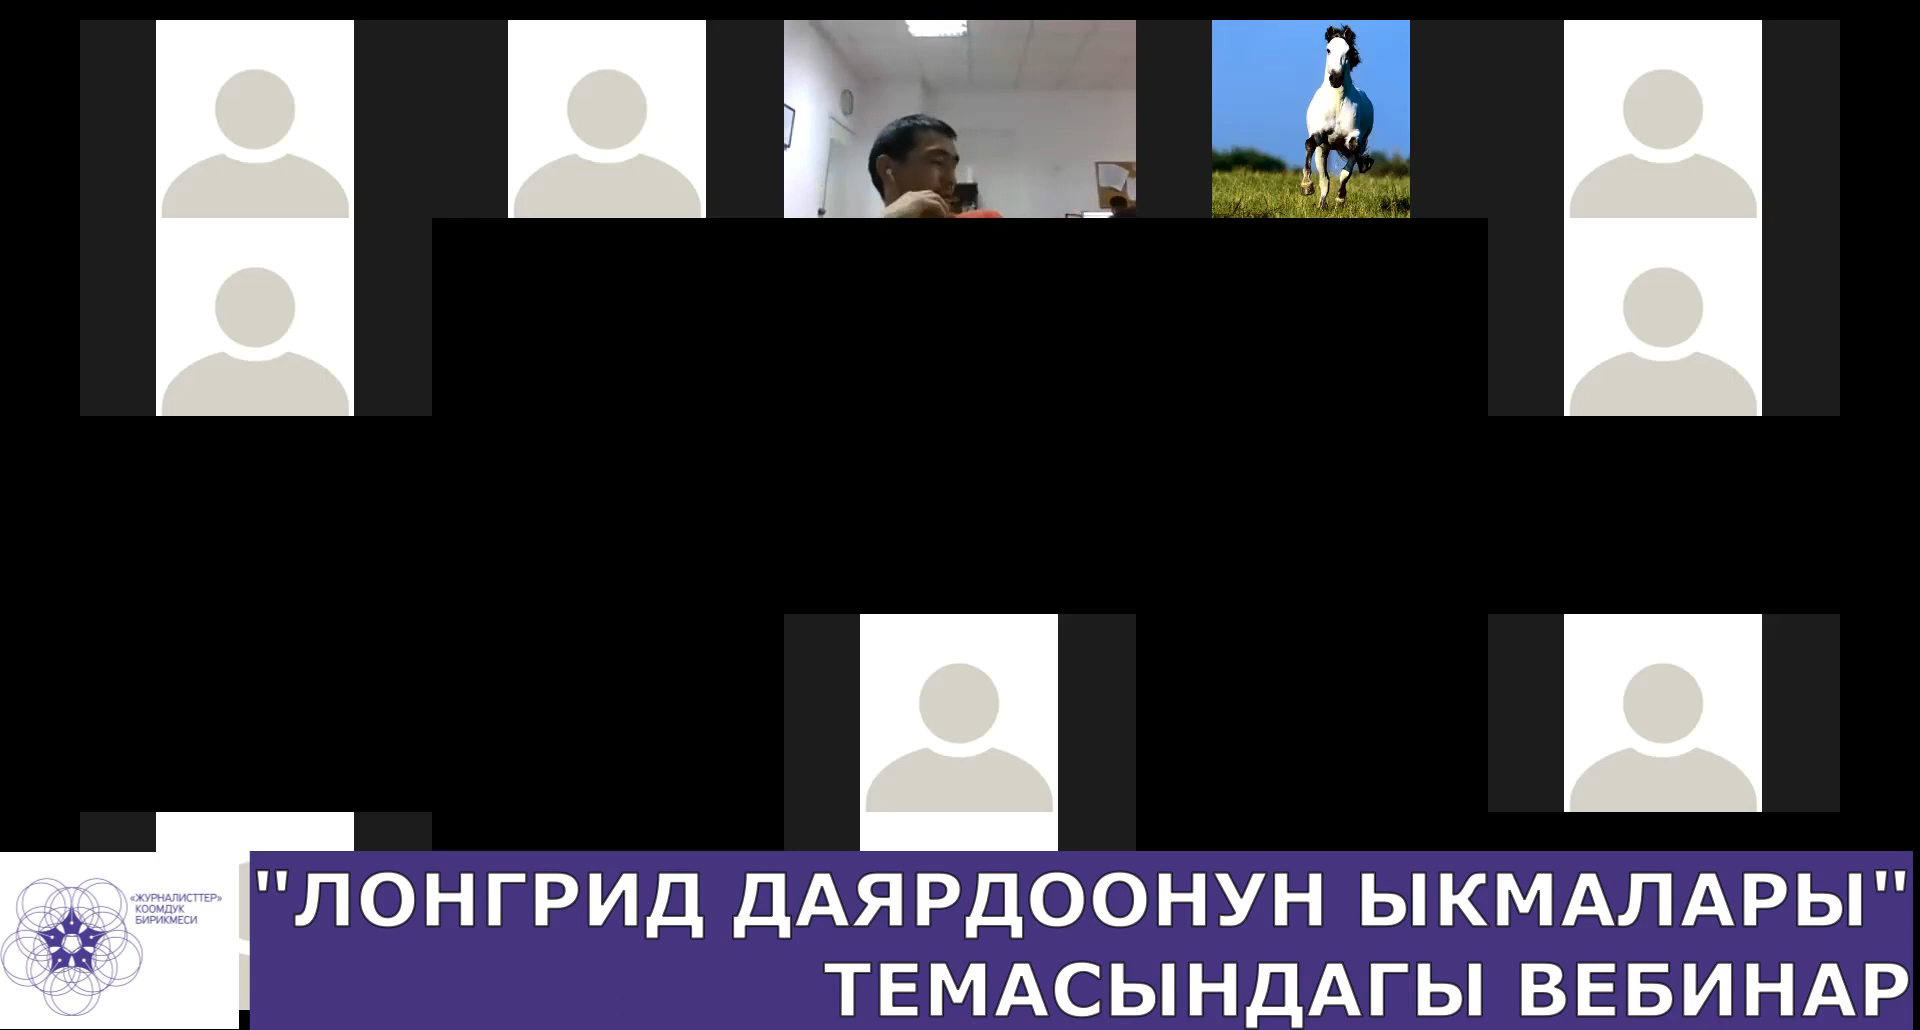 «ЖУРНАЛИСТТЕР»
КООМДУК
БИРИКМЕСИ
"ЛОНГРИД ДАЯРДООНУН ЫКМАЛАРЫ"
ТЕМАСЫНДАГЫ ВЕБИНАР